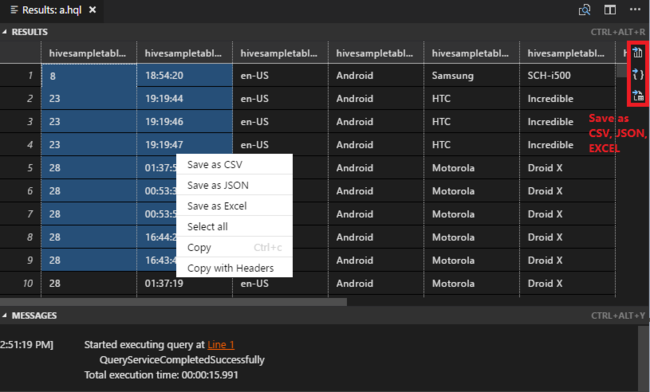 Results: a.hql
RESULTS CTRL+ALT+R
hivesampletabl... hivesampletabl... hivesampletabl... hivesampletabl... hivesampletabl... hivesampletabl...
1 8 18:54:20 en-US Android Samsung SCH-i500
2 23 19:19:44 en-US Android HTC Incredible
3 23 19:19:46 en-US Android HTC Incredible
4 23 19:19:47 en-US Android HTC Incredible
Save as
CSV, JSON,
EXCEL
5 28 01:37:5 Android Motorola Droid X
6 28 00:53:3 Android Motorola Droid X
7 28 00:53:5 Android Motorola Droid X
8 28 16:44:2 Android Motorola Droid X
9 28 16:43:4 Android Motorola Droid X
10 28 01:37:19 en-US Android Motorola Droid X
Save as CSV
Save as JSON
Save as Excel
Select all
Copy Ctrl+c
Copy with Headers
MESSAGES CTRL+ALT+Y
2:51:19 PM] Started executing query at Line 1
QueryServiceCompletedSuccessfully
Total execution time: 00:00:15.991